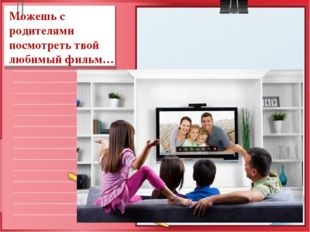 Можешь с
родителями
посмотреть твой
любимый фильм…